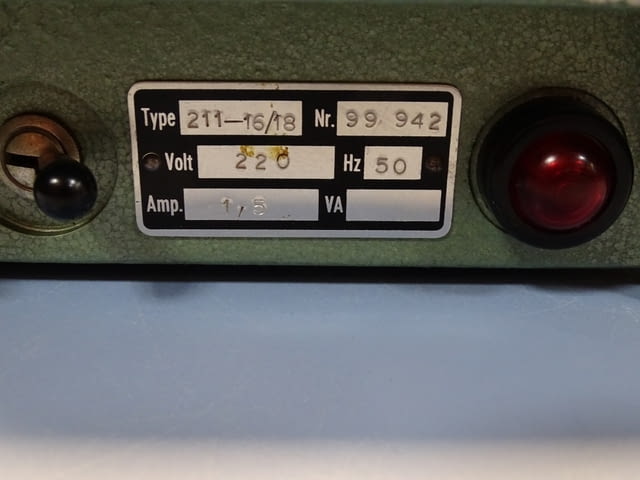 Type 211-16/18 Nr. 99 942
Volt 220 Hz 50
Amp. 1,5 VA